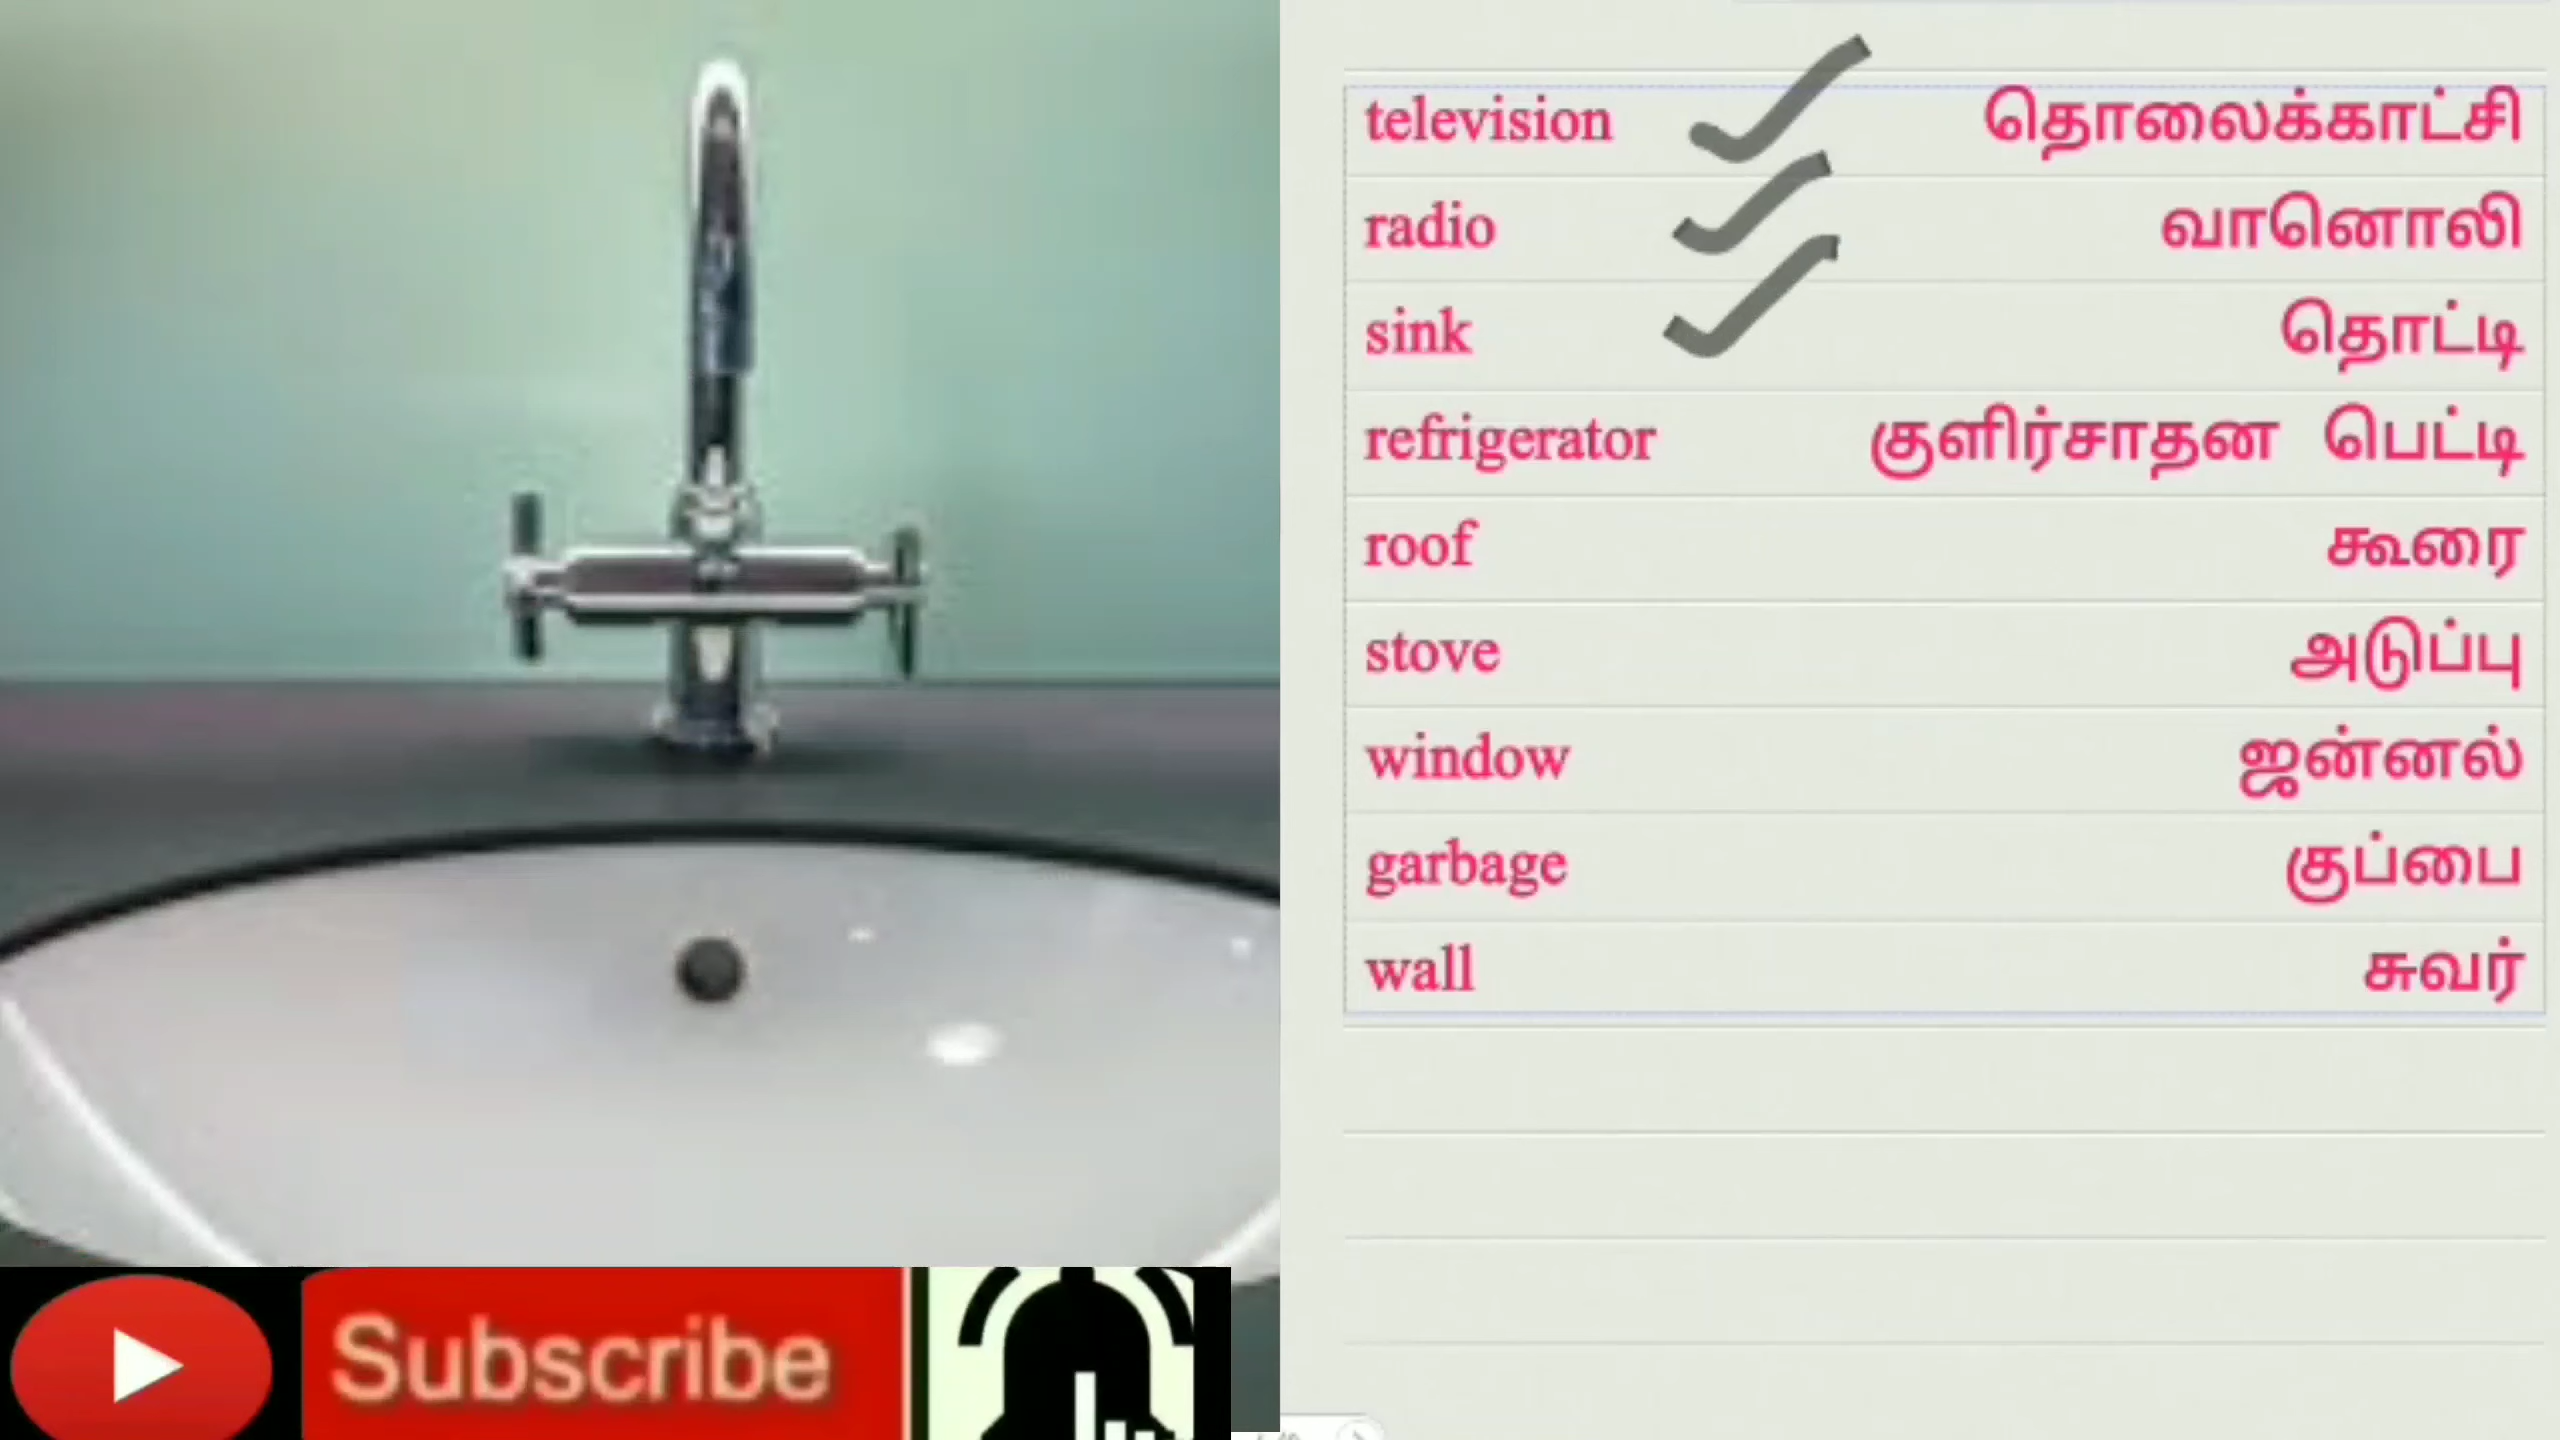 television தொலைக்காட்சி
radio வானொலி
sink தொட்டி
refrigerator குளிர்சாதன பெட்டி
roof கூரை
stove அடுப்பு
window ஜன்னல்
garbage குப்பை
wall சுவர்
Subscribe